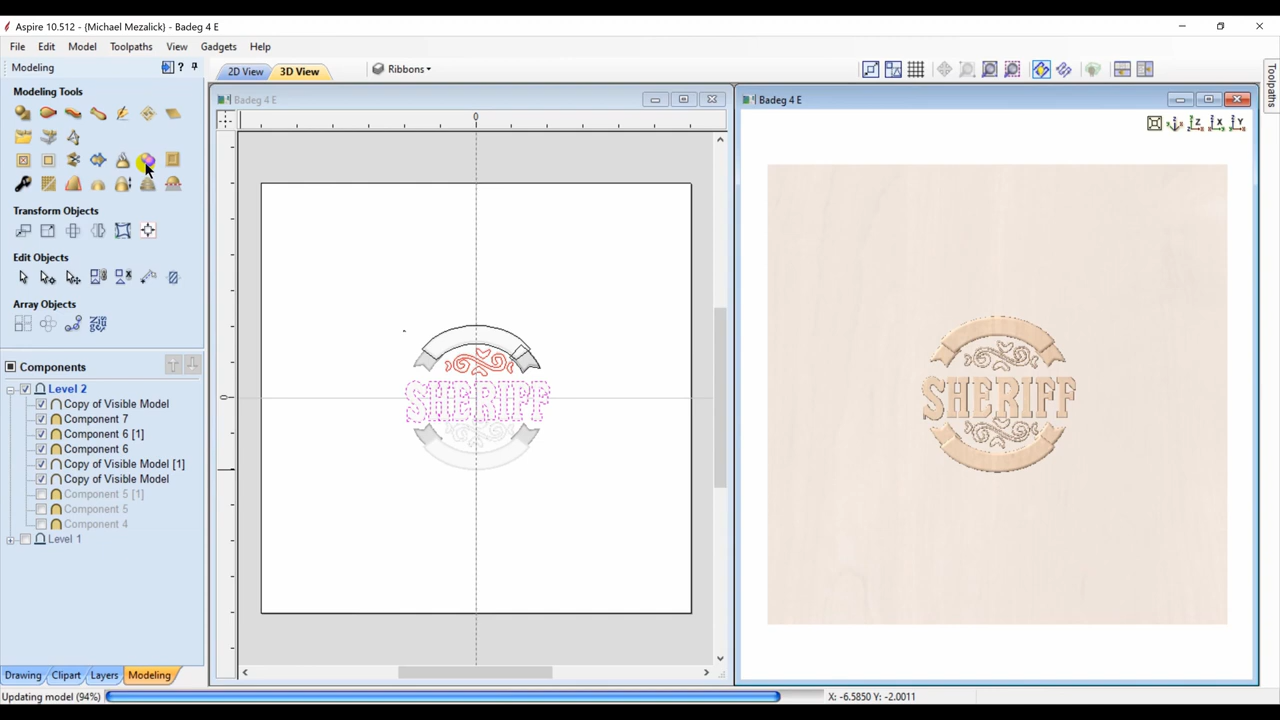 Aspire 10.512 - {Michael Mezalick} - Badeg 4 E
File Edit Model Toolpaths View Gadgets Help
Modeling ?
2D View 3D View Ribbons
Toolpaths
Modeling Tools
Badeg 4 E
Badeg 4 E
0
Z X Y
Transform Objects
Edit Objects
Array Objects
Components
Level 2
Copy of Visible Model
Component 7
Component 6 [1]
Component 6
Copy of Visible Model [1]
Copy of Visible Model
Component 5 [1]
Component 5
Component 4
Level 1
0
SHERIFF
SHERIFF
Drawing Clipart Layers Modeling
Updating model (94%) X: -6.5850 Y: -2.0011